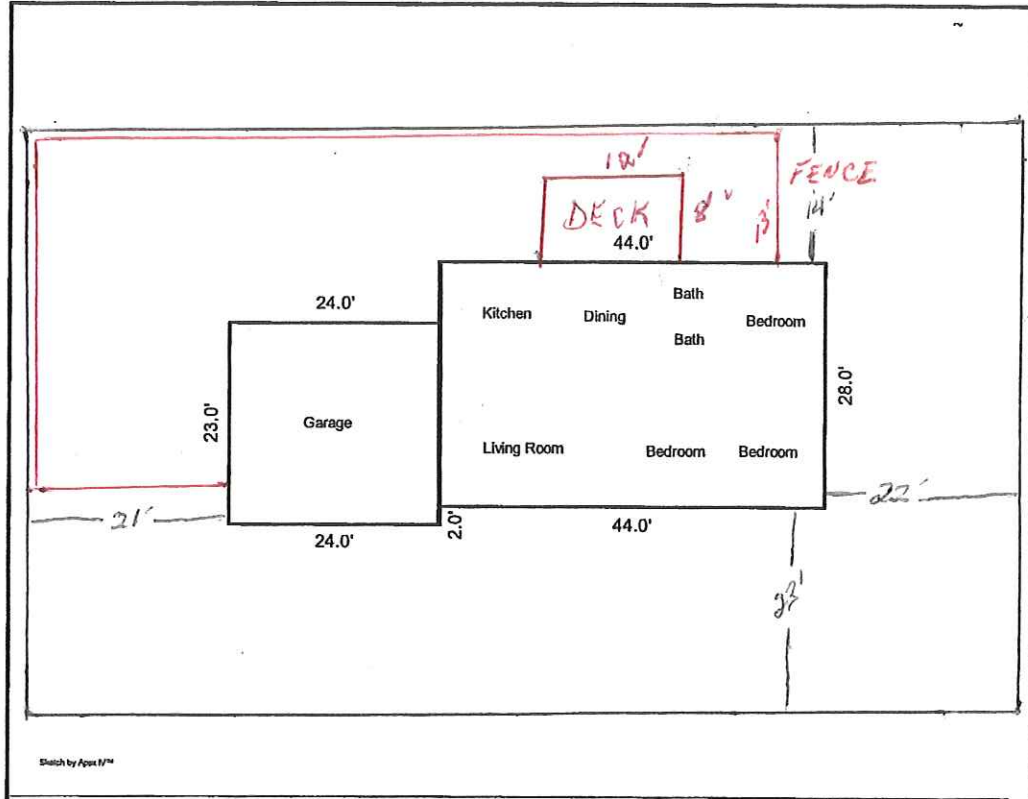 12'
FENCE
DECK
8'
13'
14'
44.0'
24.0'
Kitchen
Dining
Bath
Bath
Bedroom
28.0'
23.0'
Garage
Living Room
Bedroom
Bedroom
22'
21'
24.0'
2.0'
44.0'
23'
Sketch by Apex IV™